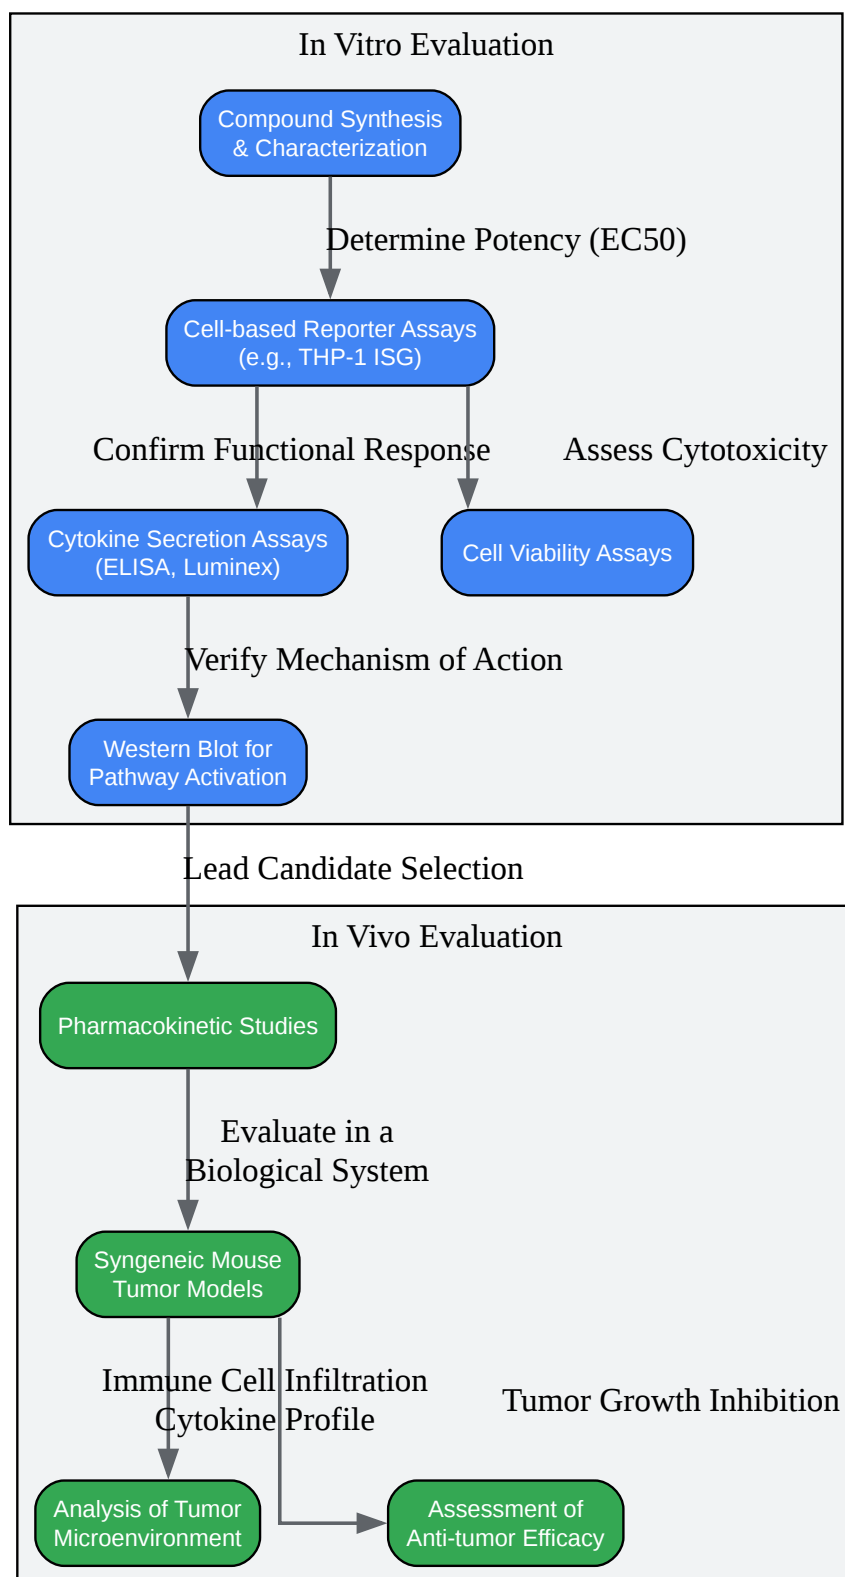 In Vitro Evaluation
Compound Synthesis
& Characterization
Determine Potency (EC50)
Cell-based Reporter Assays
(e.g., THP-1 ISG)
Confirm Functional Response
Assess Cytotoxicity
Cytokine Secretion Assays
(ELISA, Luminex)
Cell Viability Assays
Verify Mechanism of Action
Western Blot for
Pathway Activation
Lead Candidate Selection
In Vivo Evaluation
Pharmacokinetic Studies
Evaluate in a
Biological System
Syngeneic Mouse
Tumor Models
Immune Cell Infiltration
Cytokine Profile
Tumor Growth Inhibition
Analysis of Tumor
Microenvironment
Assessment of
Anti-tumor Efficacy